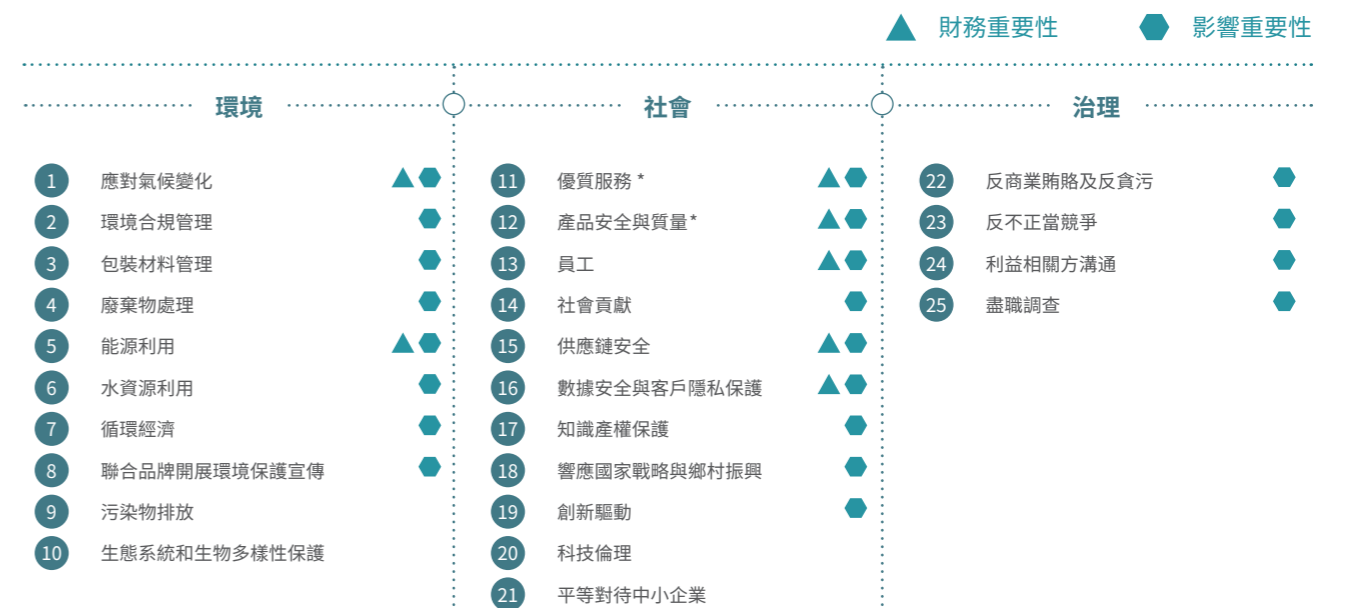 財務重要性
影響重要性
環境
1 應對氣候變化
2 環境合規管理
3 包裝材料管理
4 廢棄物處理
5 能源利用
6 水資源利用
7 循環經濟
8 聯合品牌開展環境保護宣傳
9 污染物排放
10 生態系統和生物多樣性保護
社會
11 優質服務 *
12 產品安全與質量*
13 員工
14 社會貢獻
15 供應鏈安全
16 數據安全與客戶隱私保護
17 知識產權保護
18 響應國家戰略與鄉村振興
19 創新驅動
20 科技倫理
21 平等對待中小企業
治理
22 反商業賄賂及反貪污
23 反不正當競爭
24 利益相關方溝通
25 盡職調查